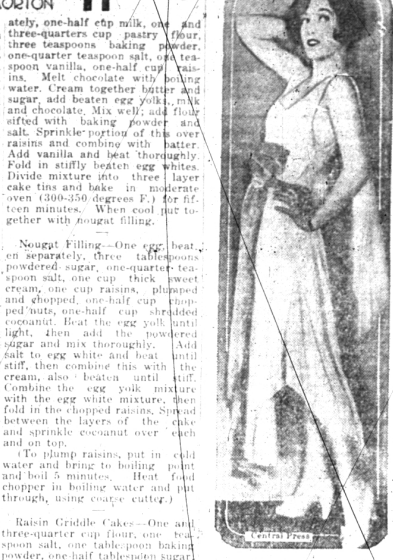 ORTON
ately, one-half cup milk, one and
three-quarters cup pastry flour,
three teaspoons baking powder,
one-quarter teaspoon salt, one tea-
spoon vanilla, one-half cup rais-
ins. Melt chocolate with boiling
water. Cream together butter and
sugar, add beaten egg yolks, milk
and chocolate. Mix well; add flour
sifted with baking powder and
salt. Sprinkle portion of this over
raisins and combine with batter.
Add vanilla and beat thoroughly.
Fold in stiffly beaten egg whites.
Divide mixture into three layer
cake tins and bake in moderate
oven (300-350 degrees F.) for fif-
teen minutes. When cool put to-
gether with nougat filling.
Nougat Filling—One egg, beat-
en separately, three tablespoons
powdered sugar, one-quarter tea-
spoon salt, one cup thick sweet
cream, one cup raisins, plumped
and chopped, one-half cup chop-
ped nuts, one-half cup shredded
cocoanut. Beat the egg yolk until
light, then add the powdered
sugar and mix thoroughly. Add
salt to egg white and beat until
stiff, then combine this with the
cream, also beaten until stiff.
Combine the egg yolk mixture
with the egg white mixture, then
fold in the chopped raisins. Spread
between the layers of the cake
and sprinkle cocoanut over each
and on top.
(To plump raisins, put in cold
water and bring to boiling point
and boil 5 minutes. Heat food
chopper in boiling water and put
through, using coarse cutter.)
Raisin Griddle Cakes—One and
three-quarter cup flour, one tea-
spoon salt, one tablespoon baking
powder, one-half tablespoon sugar
Central Press